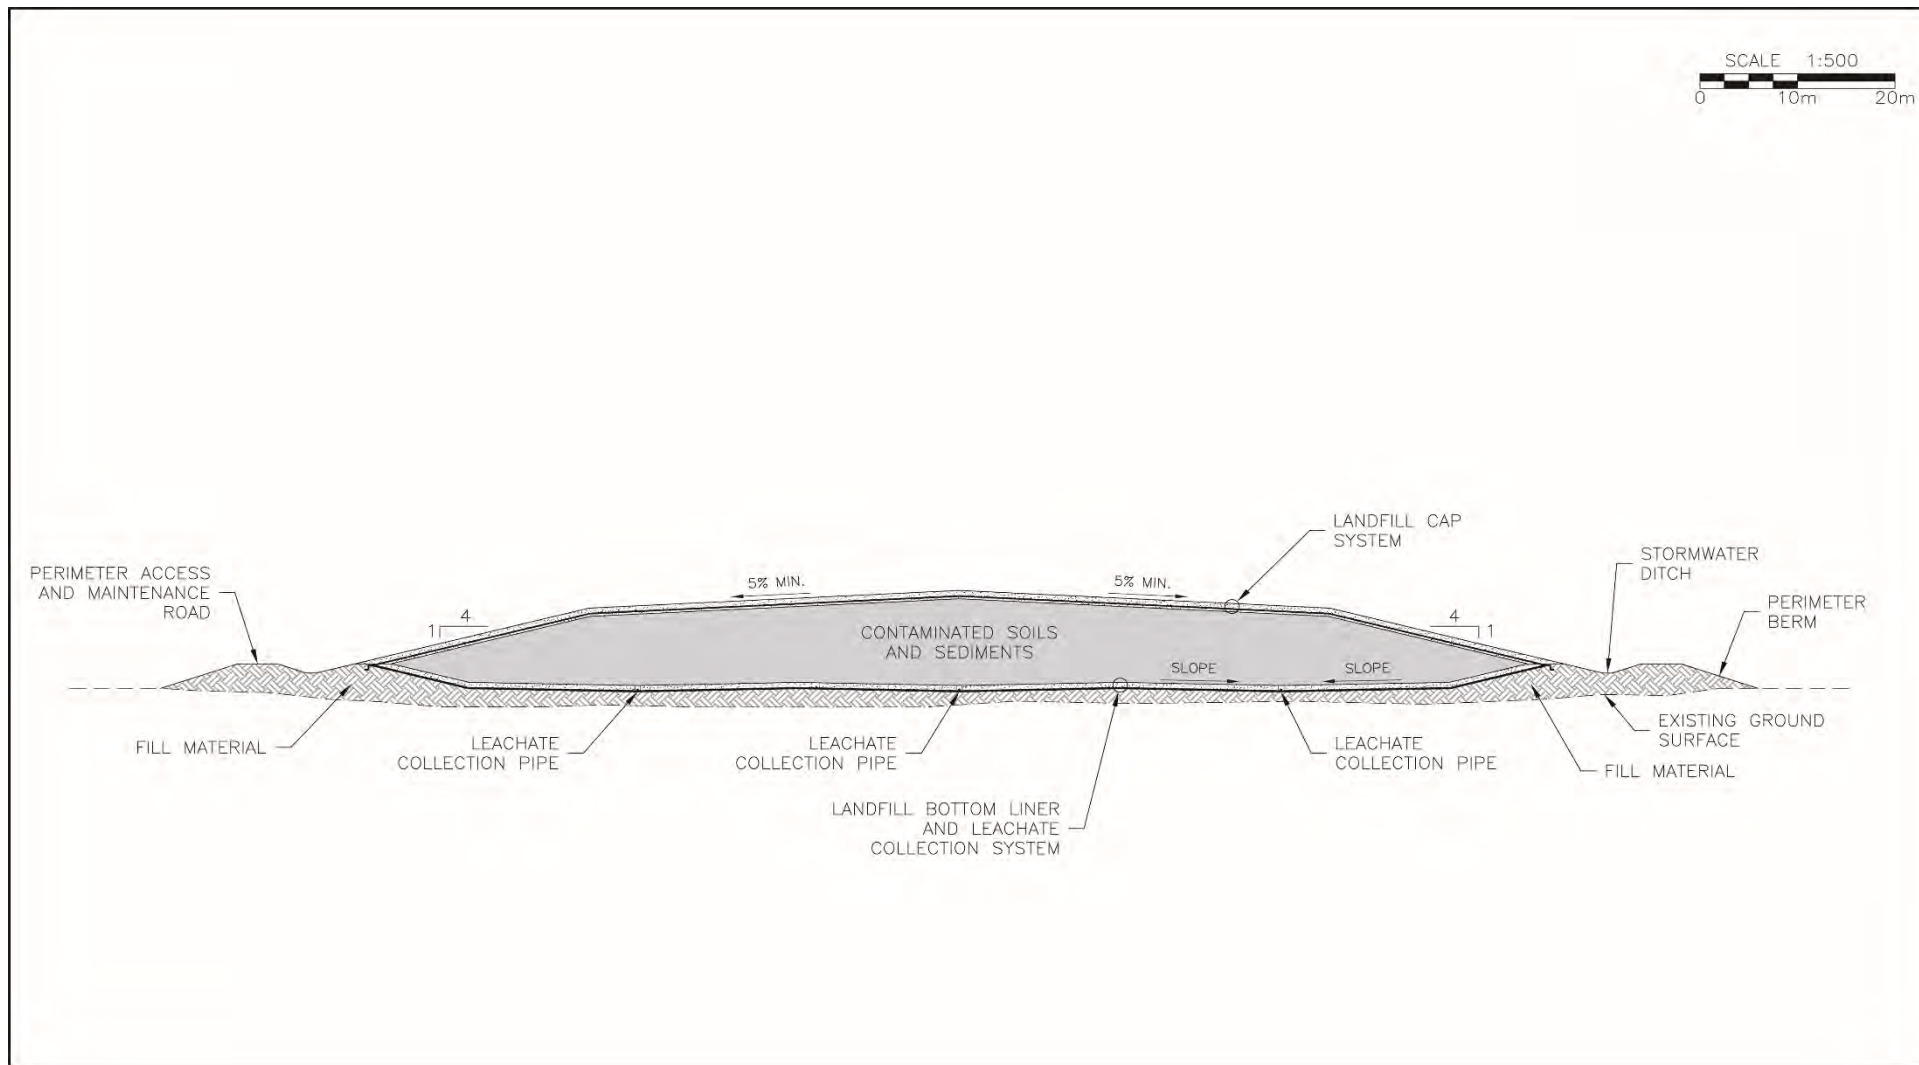 SCALE 1:500
0 10m 20m
LANDFILL CAP
SYSTEM
STORMWATER
DITCH
PERIMETER ACCESS
AND MAINTENANCE
ROAD
5% MIN.
5% MIN.
PERIMETER
BERM
4
1
4
1
CONTAMINATED SOILS
AND SEDIMENTS
SLOPE
SLOPE
FILL MATERIAL
LEACHATE
COLLECTION PIPE
LEACHATE
COLLECTION PIPE
LEACHATE
COLLECTION PIPE
EXISTING GROUND
SURFACE
FILL MATERIAL
LANDFILL BOTTOM LINER
AND LEACHATE
COLLECTION SYSTEM